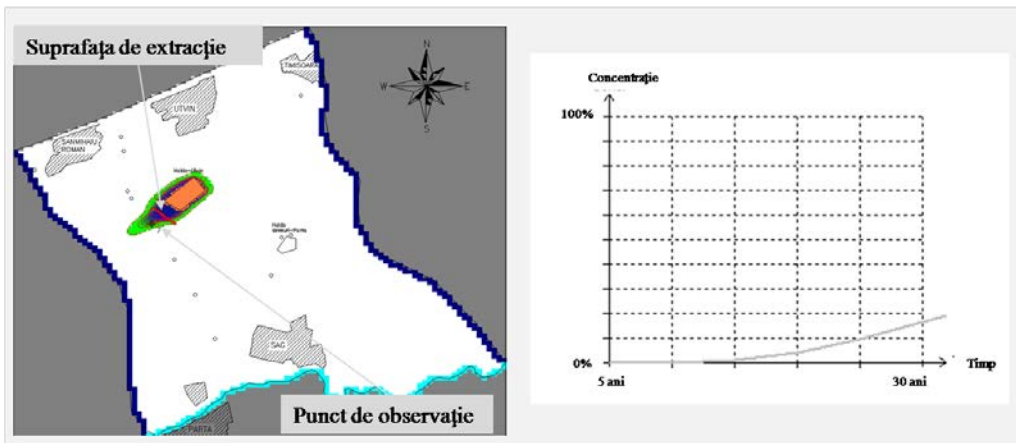 Suprafața de extracție
N
TIMISOARA
W
E
S
UTVIN
SANMIHAIU
ROMAN
SAG
Punct de observație
PARTA
Concentrație
100%
0%
5 ani
30 ani
Timp